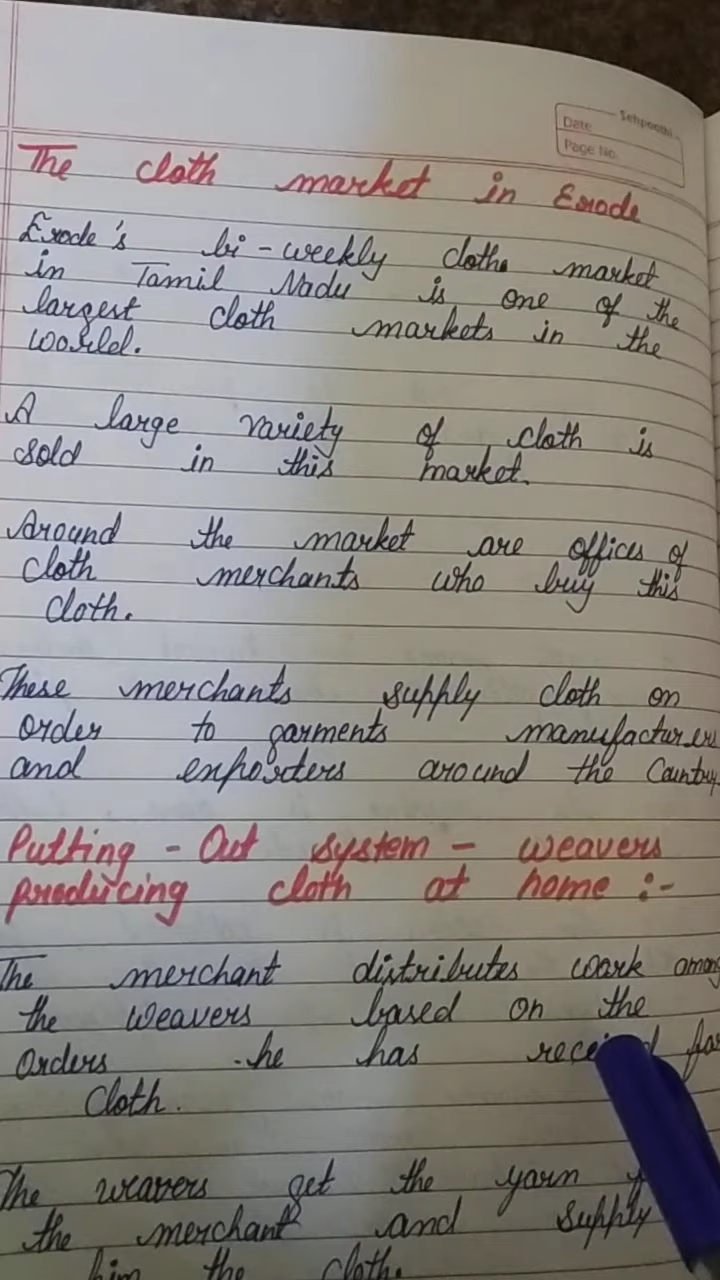 Sehpoothi
Date
Page No.
The cloth market in Erode
Erode's bi-weekly cloth market
in Tamil Nadu is one of the
largest cloth markets in the
world.
A large variety of cloth is
sold in this market.
Around the market are offices of
cloth merchants who buy this
cloth.
These merchants supply cloth on
order to garments manufacturers
and exporters around the Country
Putting - Out system - weavers
producing cloth at home :-
The merchant distributes work among
the weavers based on the
Orders he has for
Cloth.
The weavers get the yarn
the merchant and supply
him the cloth.